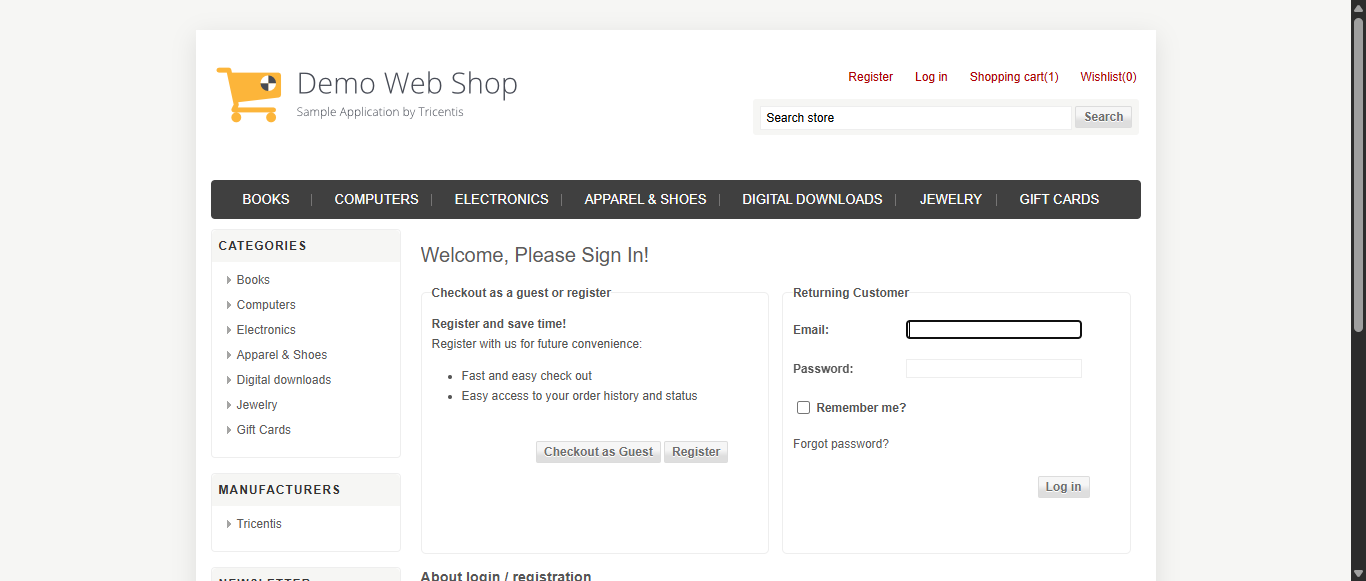 Demo Web Shop
Sample Application by Tricentis
Register Log in Shopping cart(1) Wishlist(0)
Search store Search
BOOKS COMPUTERS ELECTRONICS APPAREL & SHOES DIGITAL DOWNLOADS JEWELRY GIFT CARDS
CATEGORIES
Books
Computers
Electronics
Apparel & Shoes
Digital downloads
Jewelry
Gift Cards
MANUFACTURERS
Tricentis
NEWSLETTER
Welcome, Please Sign In!
Checkout as a guest or register
Register and save time!
Register with us for future convenience:
Fast and easy check out
Easy access to your order history and status
Checkout as Guest Register
Returning Customer
Email:
Password:
Remember me?
Forgot password?
Log in
About login / registration